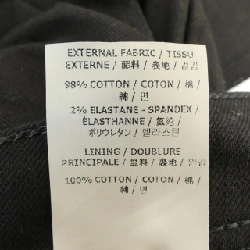 EXTERNAL FABRIC / TISSU
EXTERNE / 面料 / 表地 / 겉감
98% COTTON / COTON / 棉 /
綿 / 면
2% ELASTANE - SPANDEX /
ÉLASTHANNE / 氨纶 /
ポリウレタン / 엘라스틴
LINING / DOUBLURE
PRINCIPALE / 里料 / 裏地 / 안감
100% COTTON / COTON / 棉 /
綿 / 면